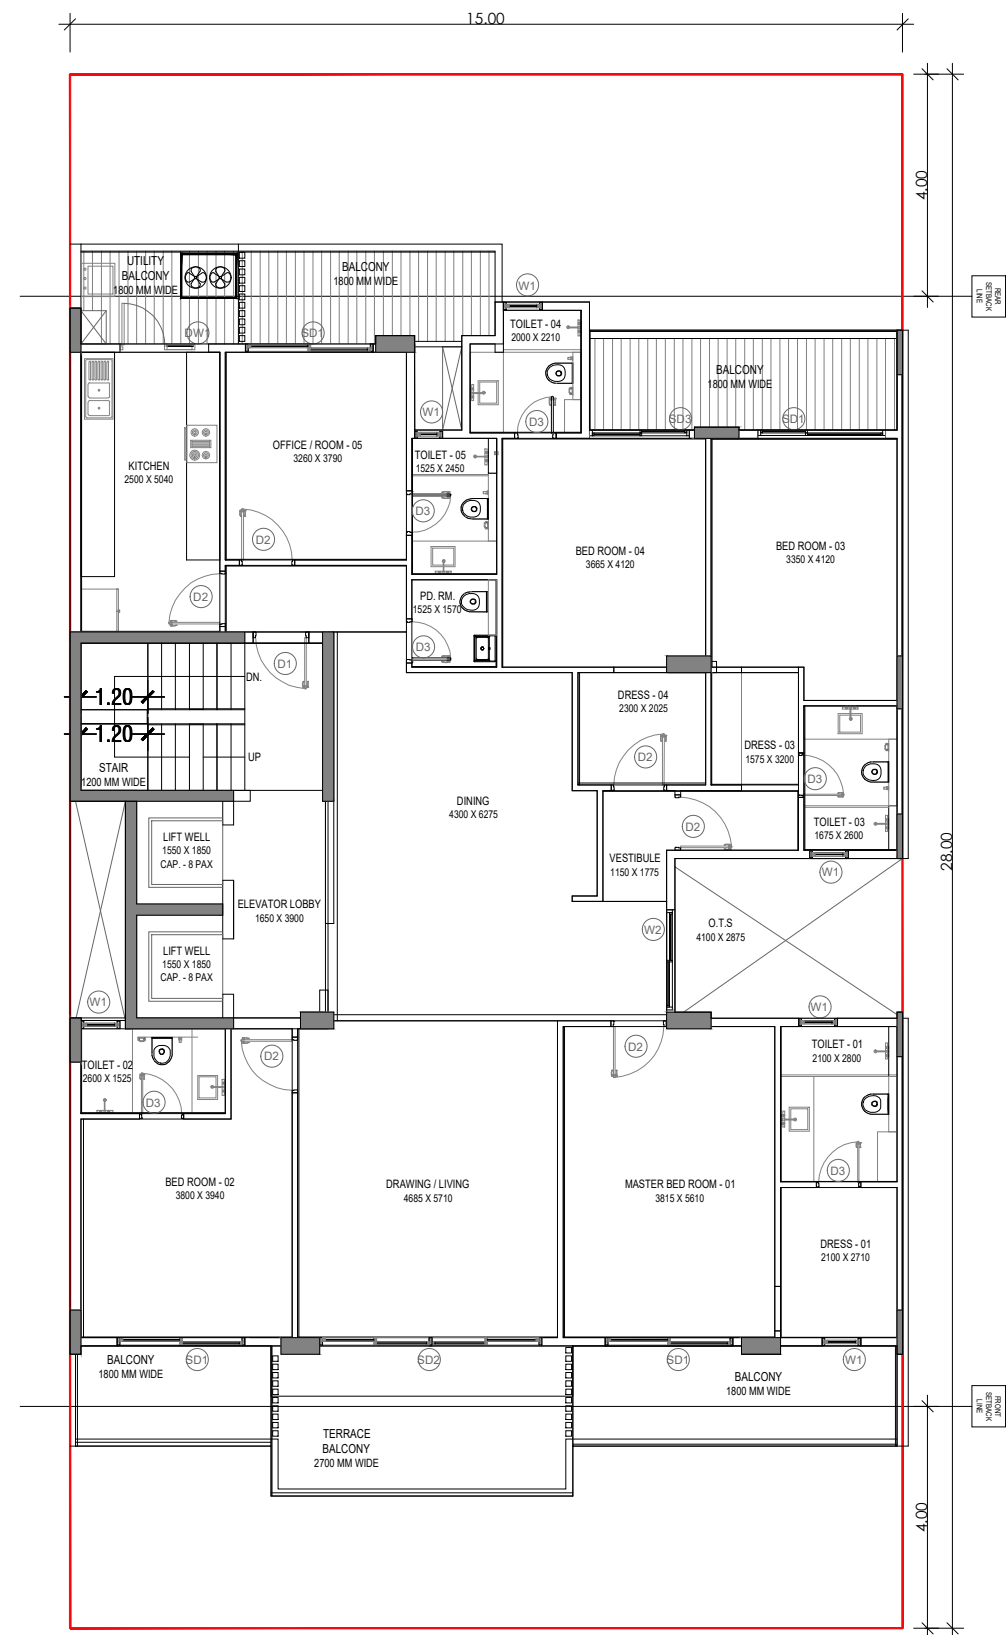 15.00
4.00
REAR
SETBACK
LINE
UTILITY
BALCONY
1800 MM WIDE
BALCONY
1800 MM WIDE
W1
DW1
SD1
TOILET - 04
2000 X 2210
BALCONY
1800 MM WIDE
W1
D3
SD3
SD1
OFFICE / ROOM - 05
3260 X 3790
KITCHEN
2500 X 5040
TOILET - 05
1525 X 2450
D3
D2
BED ROOM - 04
3665 X 4120
BED ROOM - 03
3350 X 4120
D2
PD. RM.
1525 X 1570
D3
D1
DN.
1.20
1.20
UP
STAIR
1200 MM WIDE
DRESS - 04
2300 X 2025
D2
DRESS - 03
1575 X 3200
D3
DINING
4300 X 6275
TOILET - 03
1675 X 2600
D2
LIFT WELL
1550 X 1850
CAP. - 8 PAX
VESTIBULE
1150 X 1775
W1
28.00
ELEVATOR LOBBY
1650 X 3900
W2
O.T.S
4100 X 2875
LIFT WELL
1550 X 1850
CAP. - 8 PAX
W1
W1
TOILET - 02
2600 X 1525
D2
D3
D2
TOILET - 01
2100 X 2800
D3
BED ROOM - 02
3800 X 3940
DRAWING / LIVING
4685 X 5710
MASTER BED ROOM - 01
3815 X 5610
DRESS - 01
2100 X 2710
BALCONY
1800 MM WIDE
SD1
SD2
SD1
W1
BALCONY
1800 MM WIDE
FRONT
SETBACK
LINE
TERRACE
BALCONY
2700 MM WIDE
4.00